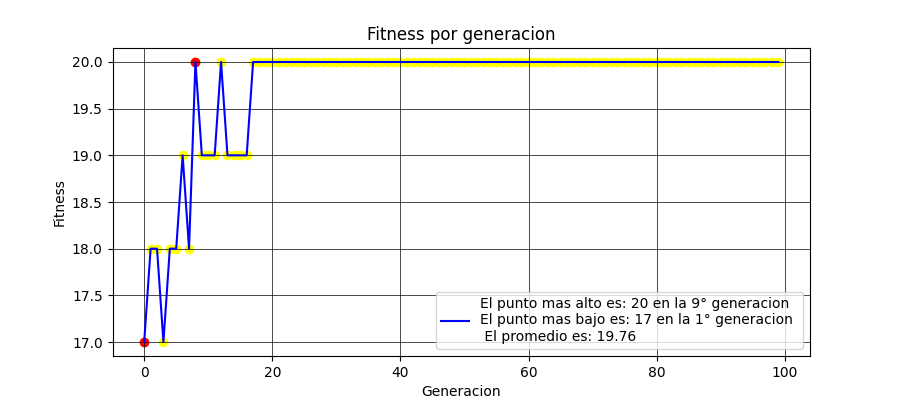 Fitness por generacion
20.0
19.5
19.0
18.5
18.0
17.5
17.0
Fitness
El punto mas alto es: 20 en la 9° generacion
El punto mas bajo es: 17 en la 1° generacion
El promedio es: 19.76
0 20 40 60 80 100
Generacion